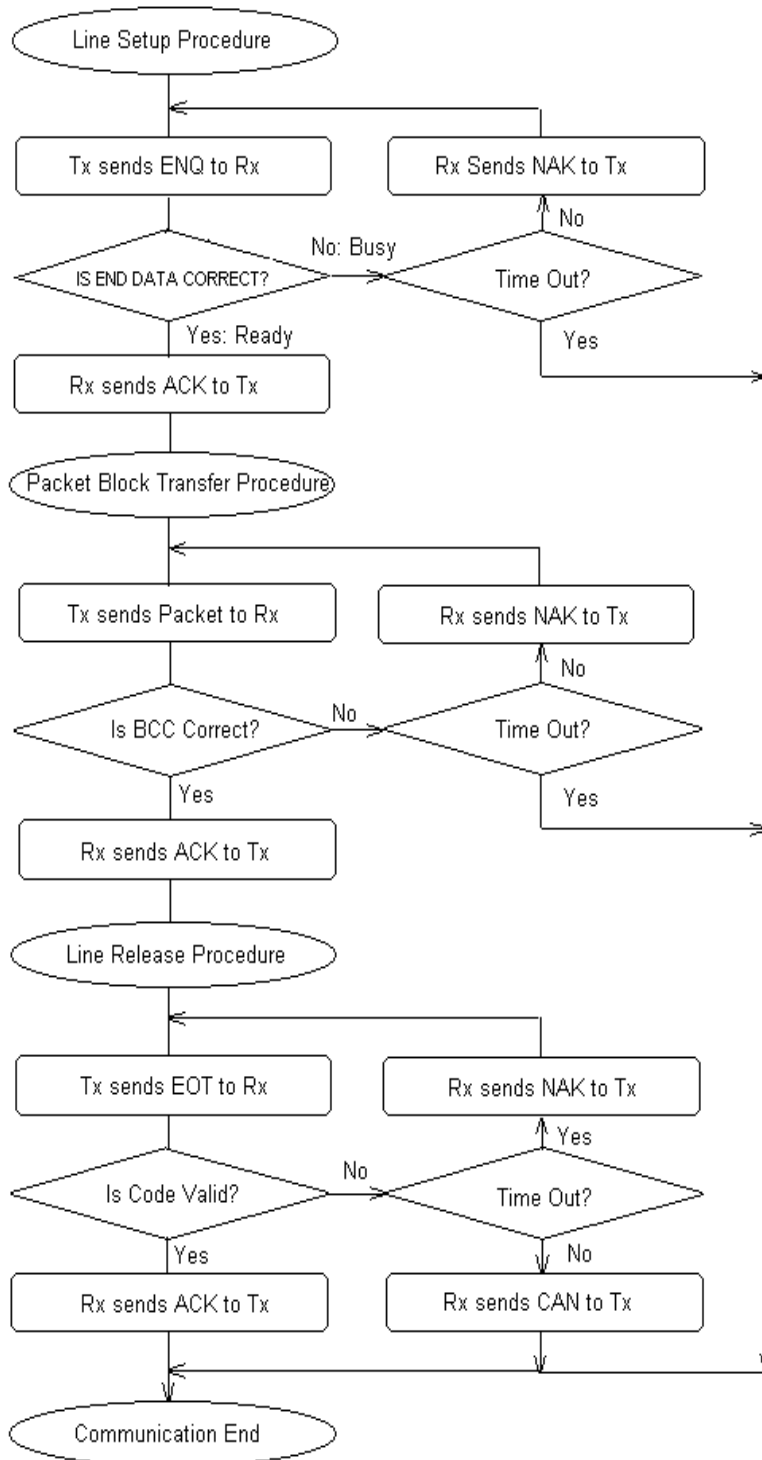 Line Setup Procedure
Tx sends ENQ to Rx
Rx Sends NAK to Tx
No
No: Busy
IS END DATA CORRECT?
Time Out?
Yes: Ready
Yes
Rx sends ACK to Tx
Packet Block Transfer Procedure
Tx sends Packet to Rx
Rx sends NAK to Tx
No
Is BCC Correct?
No
Time Out?
Yes
Yes
Rx sends ACK to Tx
Line Release Procedure
Tx sends EOT to Rx
Rx sends NAK to Tx
Yes
No
Is Code Valid?
Time Out?
Yes
No
Rx sends ACK to Tx
Rx sends CAN to Tx
Communication End